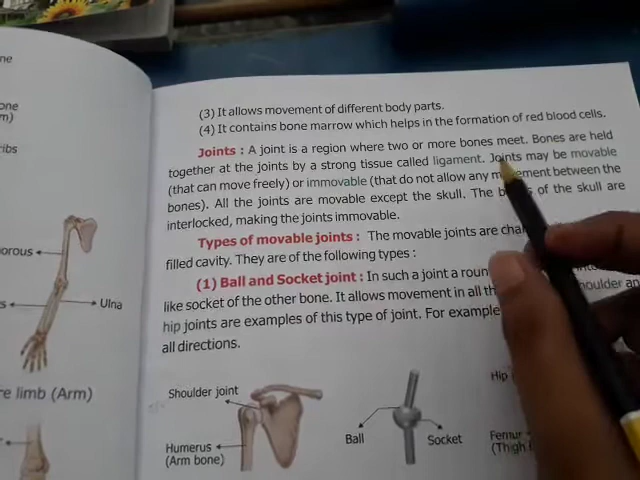 ne
one
m)
ribs
orous
s
Ulna
re limb (Arm)
(3) It allows movement of different body parts.
(4) It contains bone marrow which helps in the formation of red blood cells.
Joints : A joint is a region where two or more bones meet. Bones are held
together at the joints by a strong tissue called ligament. Joints may be movable
(that can move freely) or immovable (that do not allow any movement between the
bones). All the joints are movable except the skull. The of the skull are
interlocked, making the joints immovable.
Types of movable joints : The movable joints are
filled cavity. They are of the following types :
(1) Ball and Socket joint : In such a joint a
like socket of the other bone. It allows movement in all shoulder
hip joints are examples of this type of joint. For example
all directions.
Shoulder joint
Humerus
(Arm bone)
Ball
Socket
Hip
Femur
(Thigh